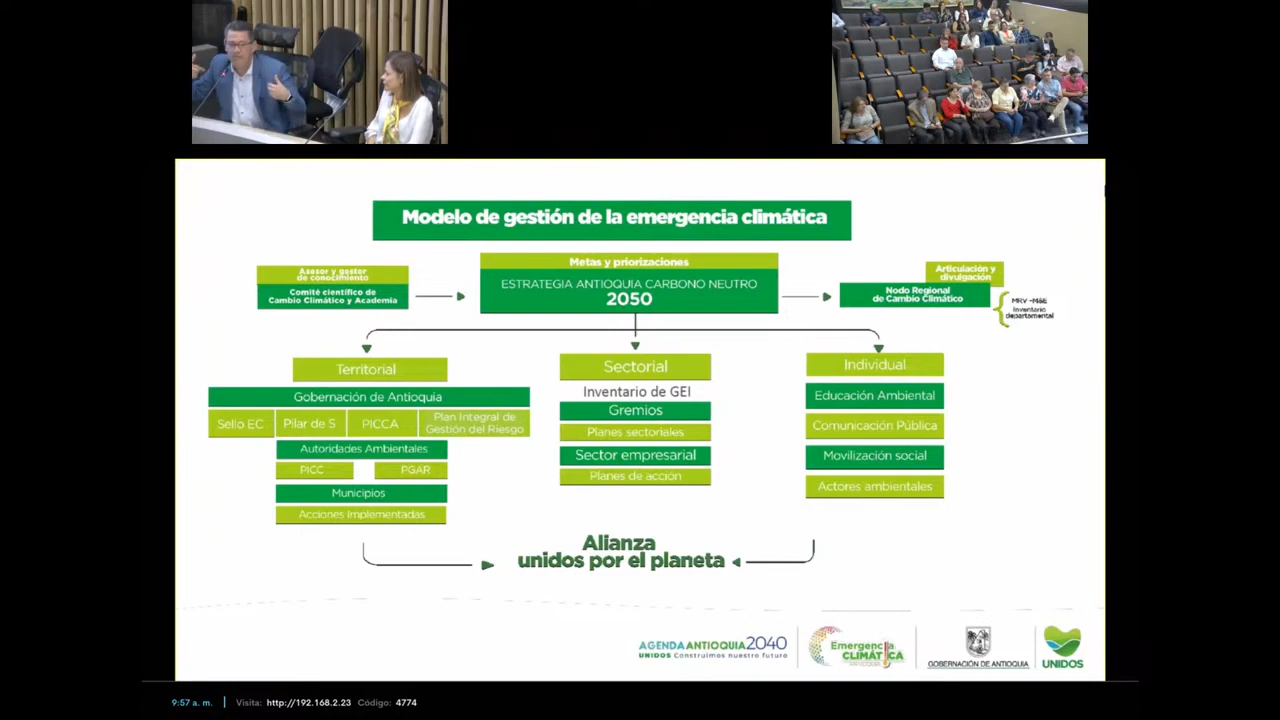 Modelo de gestión de la emergencia climática
Asesor y gestor
de conocimiento
Comité científico de
Cambio Climático y Academia
Metas y priorizaciones
ESTRATEGIA ANTIOQUIA CARBONO NEUTRO
2050
Articulación y
divulgación
Nodo Regional
de Cambio Climático
MRV -M&E
Inventario
departamental
Territorial
Gobernación de Antioquia
Sello EC
Pilar de S
PICCA
Plan Integral de
Gestión del Riesgo
Autoridades Ambientales
PICC
PGAR
Municipios
Acciones Implementadas
Sectorial
Inventario de GEI
Gremios
Planes sectoriales
Sector empresarial
Planes de acción
Individual
Educación Ambiental
Comunicación Pública
Movilización social
Actores ambientales
Alianza
unidos por el planeta
AGENDA ANTIOQUIA 2040
UNIDOS Construimos nuestro futuro
Emergencia
CLIMÁTICA
GOBERNACIÓN DE ANTIOQUIA
UNIDOS
9:57 a. m. | Visita: http://192.168.2.23 Código: 4774